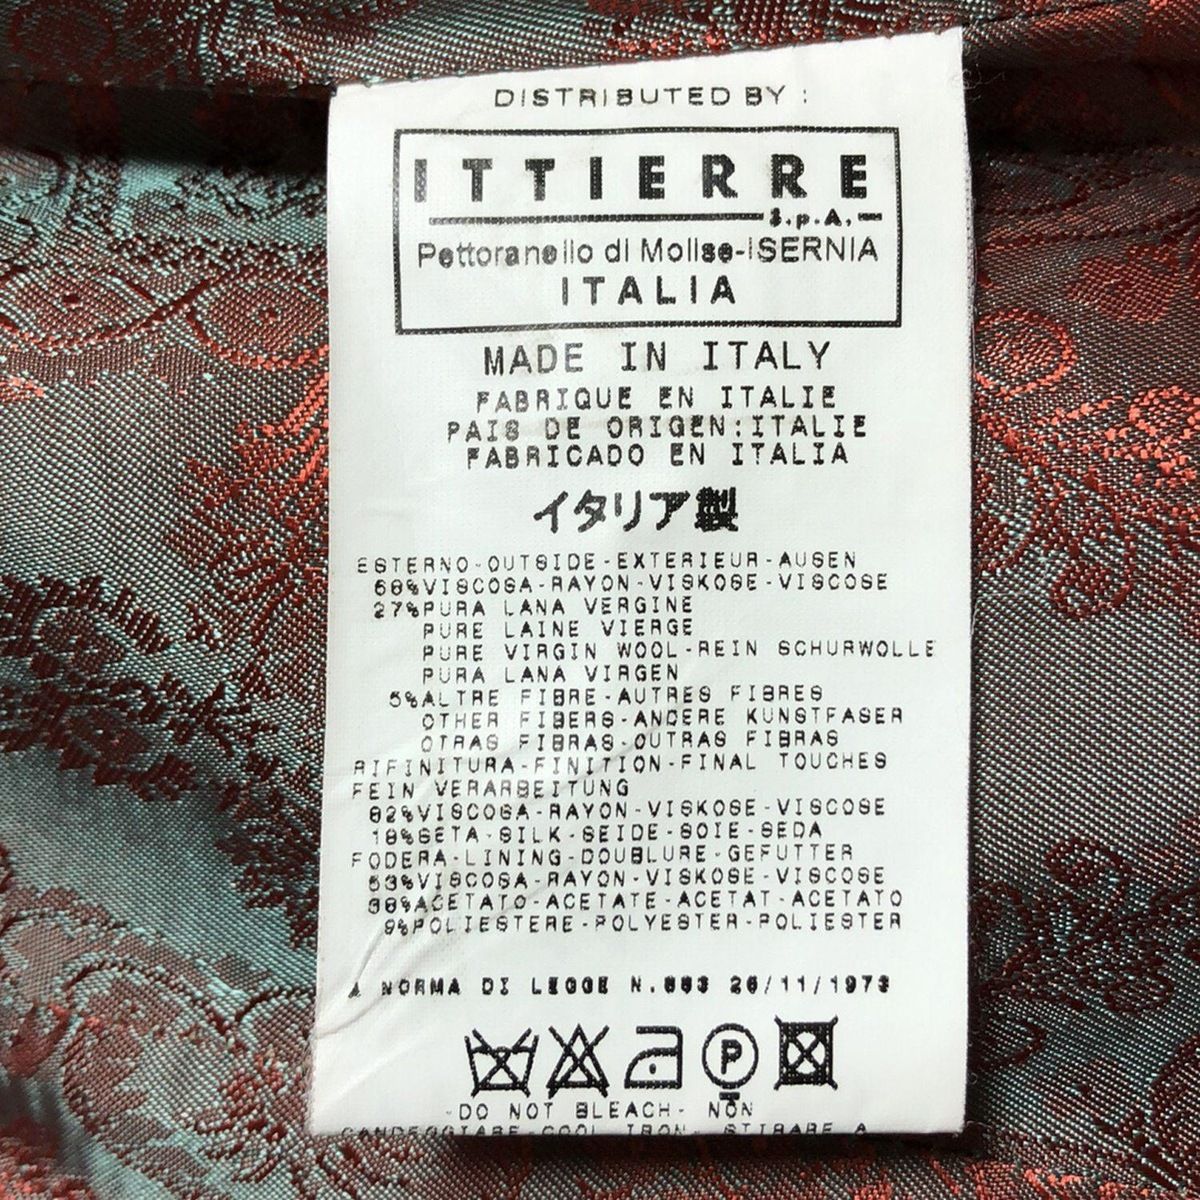 DISTRIBUTED BY :
ITTIERRE
S.p.A.
Pettoranello di Molise-ISERNIA
ITALIA
MADE IN ITALY
FABRIQUE EN ITALIE
PAIS DE ORIGEN:ITALIE
FABRICADO EN ITALIA
イタリア製
ESTERNO-OUTSIDE-EXTERIEUR-AUSEN
68%VISCOSA-RAYON-VISKOSE-VISCOSE
27%PURA LANA VERGINE
PURE LAINE VIERGE
PURE VIRGIN WOOL-REIN SCHURWOLLE
PURA LANA VIRGEN
5%ALTRE FIBRE-AUTRES FIBRES
OTHER FIBERS-ANDERE KUNSTFASER
OTRAS FIBRAS-OUTRAS FIBRAS
RIFINITURA-FINITION-FINAL TOUCHES
FEIN VERARBEITUNG
82%VISCOSA-RAYON-VISKOSE-VISCOSE
18%SETA-SILK-SEIDE-SOIE-SEDA
FODERA-LINING-DOUBLURE-GEFUTTER
53%VISCOSA-RAYON-VISKOSE-VISCOSE
38%ACETATO-ACETATE-ACETAT-ACETATO
9%POLIESTERE-POLYESTER-POLIESTER
A NORMA DI LEGGE N.883 26/11/1973
P
-DO NOT BLEACH- NON
CANDEGGIARE-COOL IRON- STIRARE A